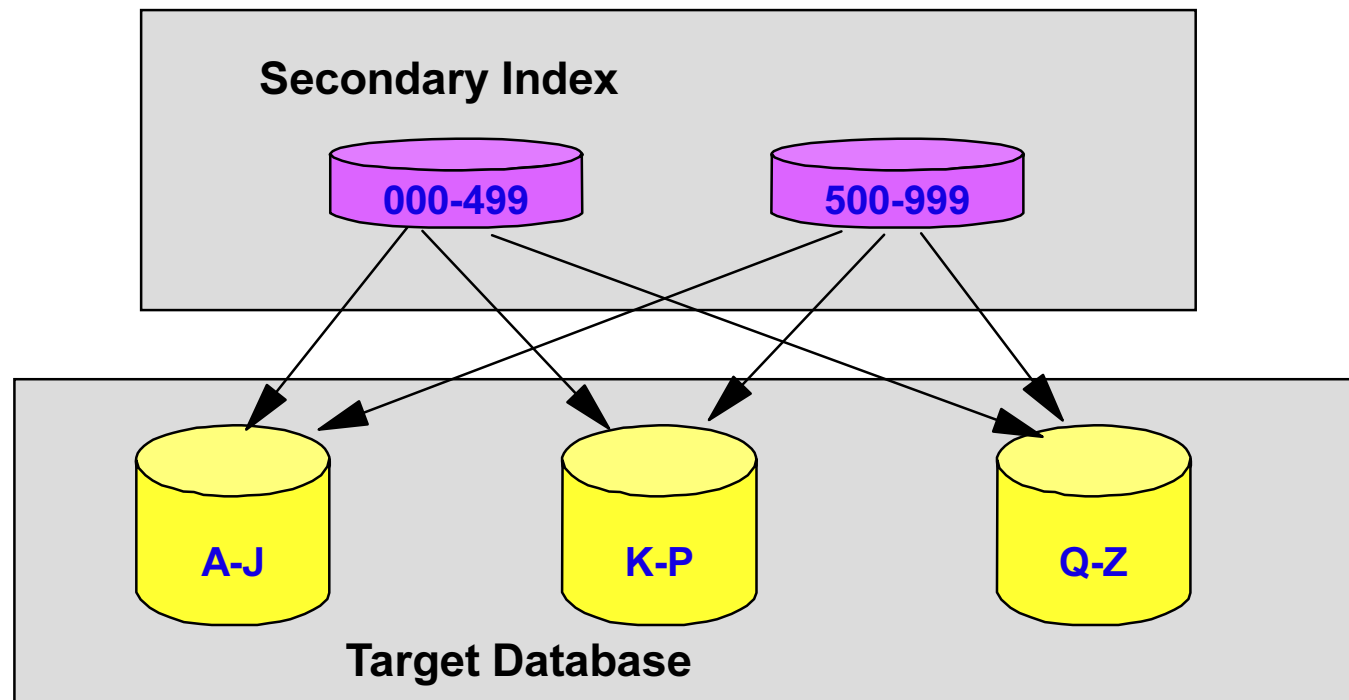 Secondary Index
000-499
500-999
A-J
K-P
Q-Z
Target Database